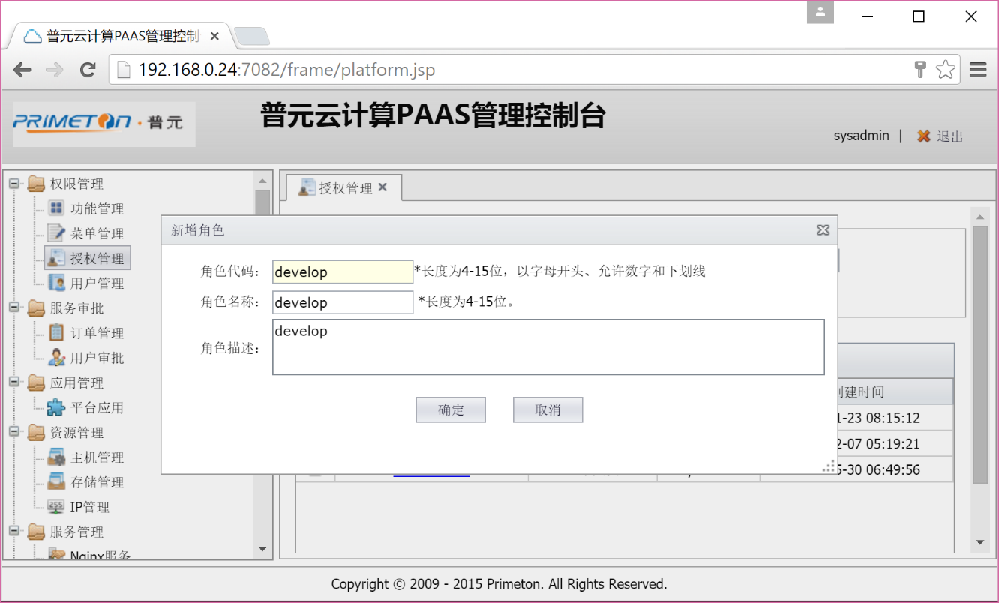 普元云计算PAAS管理控制
192.168.0.24:7082/frame/platform.jsp
PRIMETON·普元
普元云计算PAAS管理控制台
sysadmin | 退出
权限管理
功能管理
菜单管理
授权管理
用户管理
服务审批
订单管理
用户审批
应用管理
平台应用
资源管理
主机管理
存储管理
IP管理
服务管理
Nginx服务
授权管理
新增角色
角色代码： develop *长度为4-15位，以字母开头、允许数字和下划线
角色名称： develop *长度为4-15位。
角色描述： develop
确定 取消
建时间
-23 08:15:12
-07 05:19:21
-30 06:49:56
Copyright © 2009 - 2015 Primeton. All Rights Reserved.